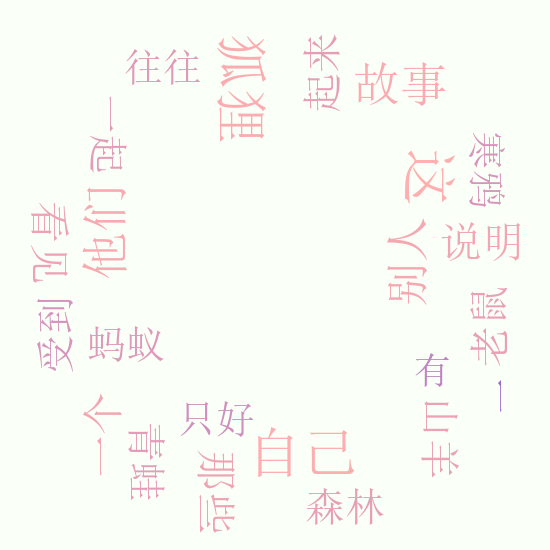 狐狸
起来
往往
故事
一起
寒鸦
这
他们
看见
别人
说明
受到
老鼠
蚂蚁
有
一
一个
山羊
只好
青蛙
自己
那些
森林